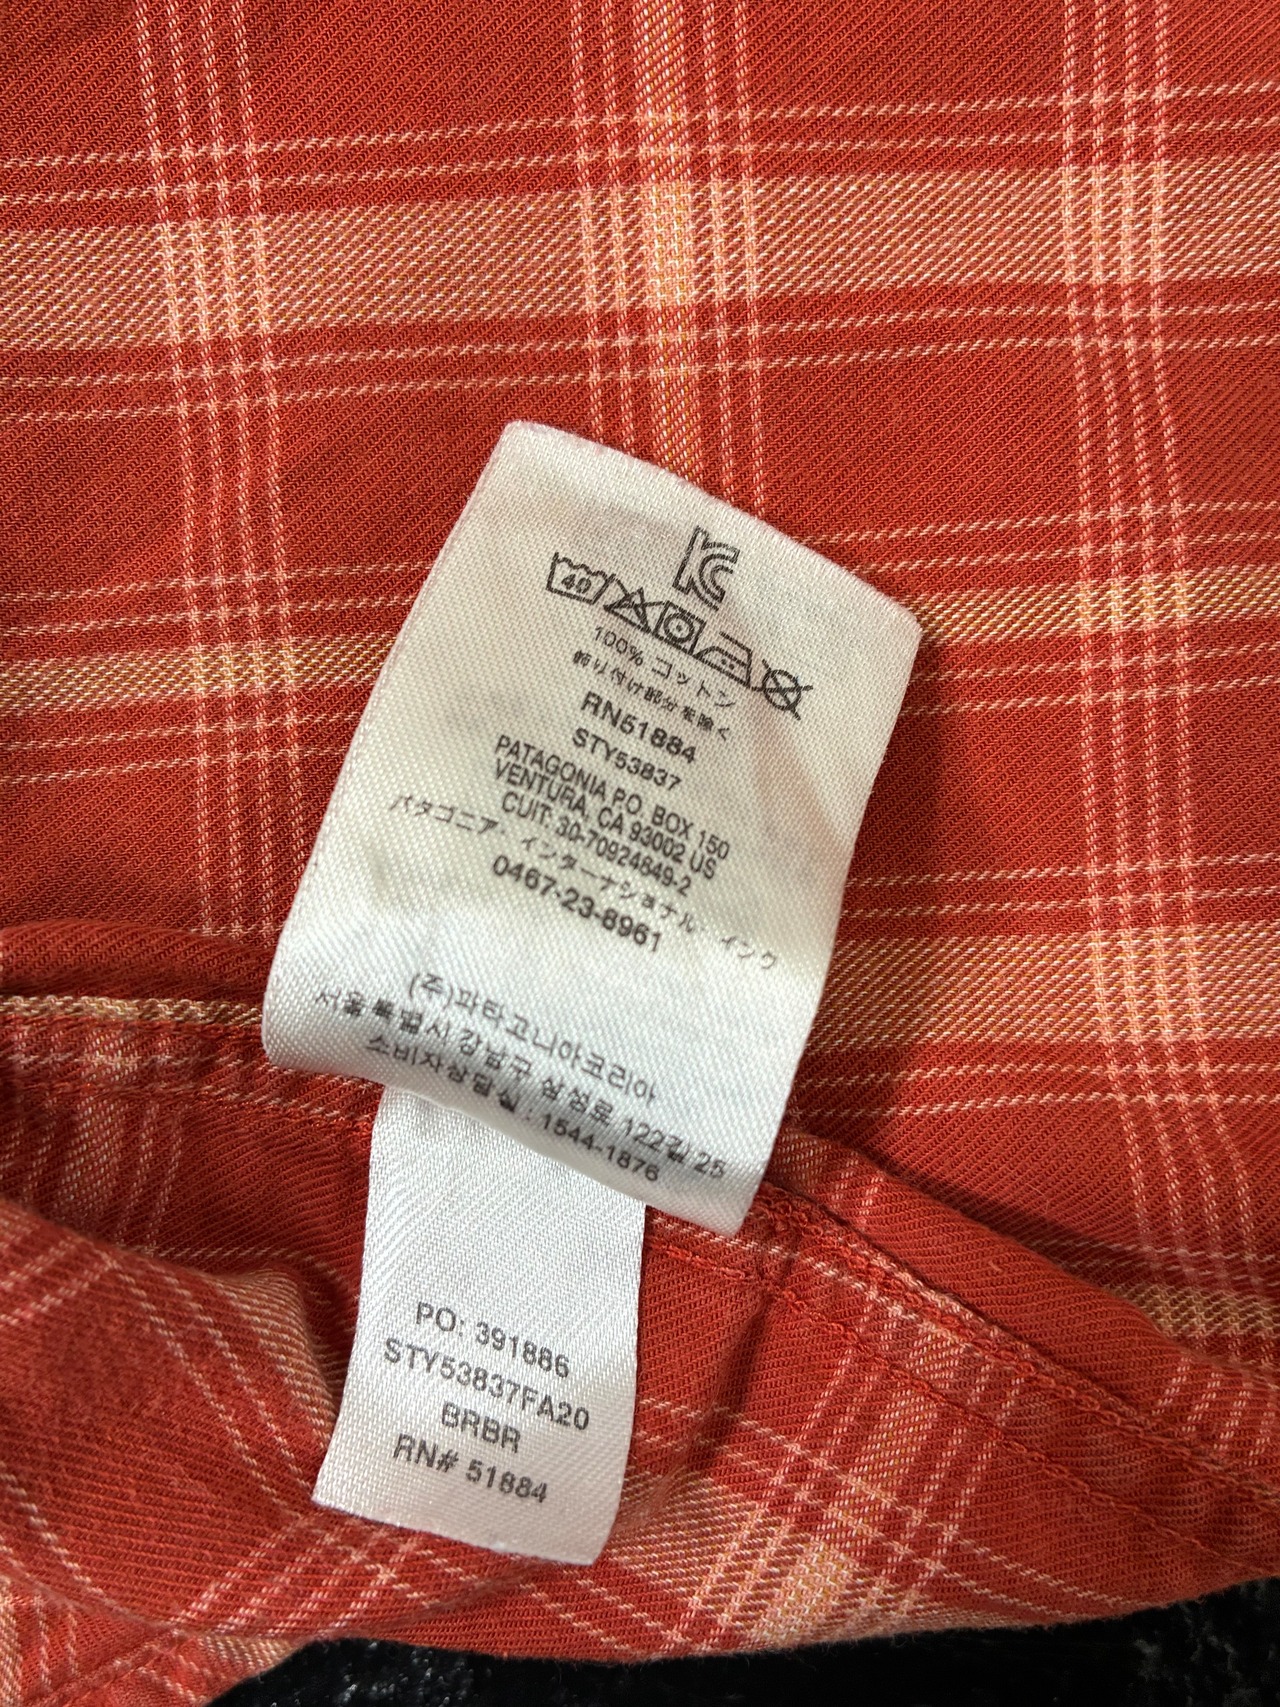 KC
40
100% コットン
飾り付け部分を除く
RN51884
STY53837
PATAGONIA P.O. BOX 150
VENTURA, CA 93002 US
CUIT: 30-70924849-2
パタゴニア・インターナショナル・インク
0467-23-8961
(주)파타고니아코리아
서울특별시 강남구 삼성로 122길 25
소비자상담실 : 1544-1876
PO: 391886
STY53837FA20
BRBR
RN# 51884